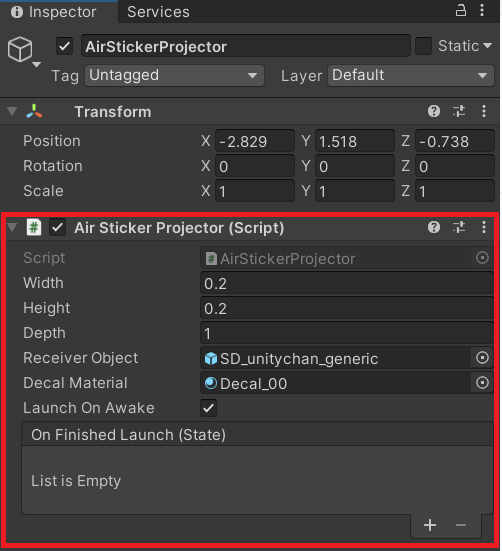 Inspector Services
AirStickerProjector Static
Tag Untagged Layer Default
Transform
Position X -2.829 Y 1.518 Z -0.738
Rotation X 0 Y 0 Z 0
Scale X 1 Y 1 Z 1
# Air Sticker Projector (Script)
Script # AirStickerProjector
Width 0.2
Height 0.2
Depth 1
Receiver Object SD_unitychan_generic
Decal Material Decal_00
Launch On Awake
On Finished Launch (State)
List is Empty
+ −